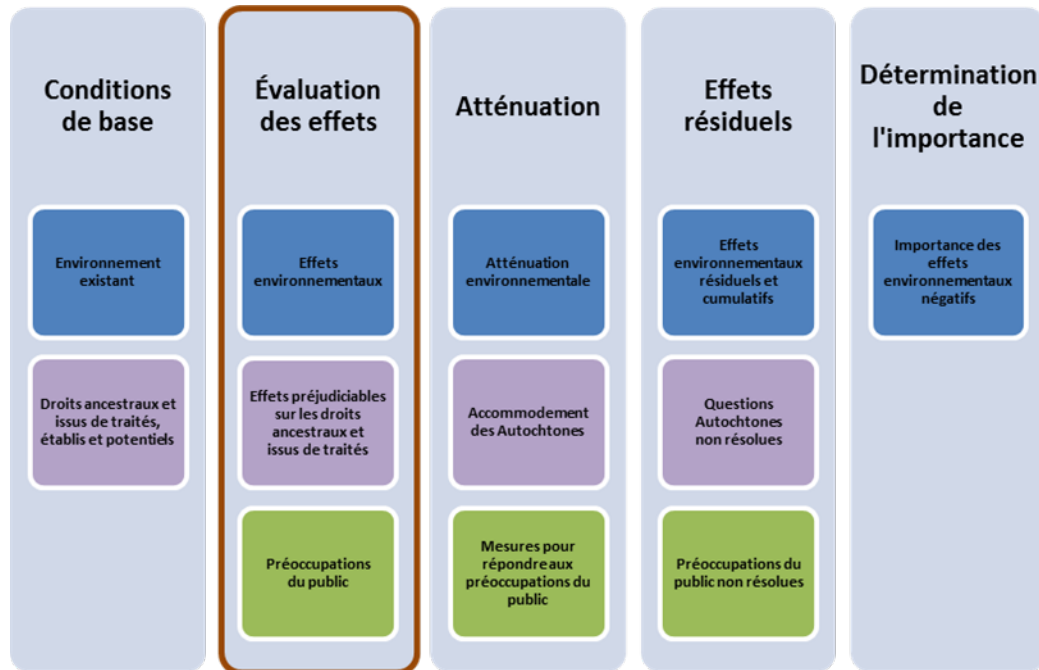 Conditions
de base
Environnement
existant
Droits ancestraux et
issus de traités,
établis et potentiels
Évaluation
des effets
Effets
environnementaux
Effets préjudiciables
sur les droits
ancestraux et
issus de traités
Préoccupations
du public
Atténuation
Atténuation
environnementale
Accommodement
des Autochtones
Mesures pour
répondre aux
préoccupations du
public
Effets
résiduels
Effets
environnementaux
résiduels et
cumulatifs
Questions
Autochtones
non résolues
Préoccupations du
public non résolues
Détermination
de
l'importance
Importance des
effets
environnementaux
négatifs